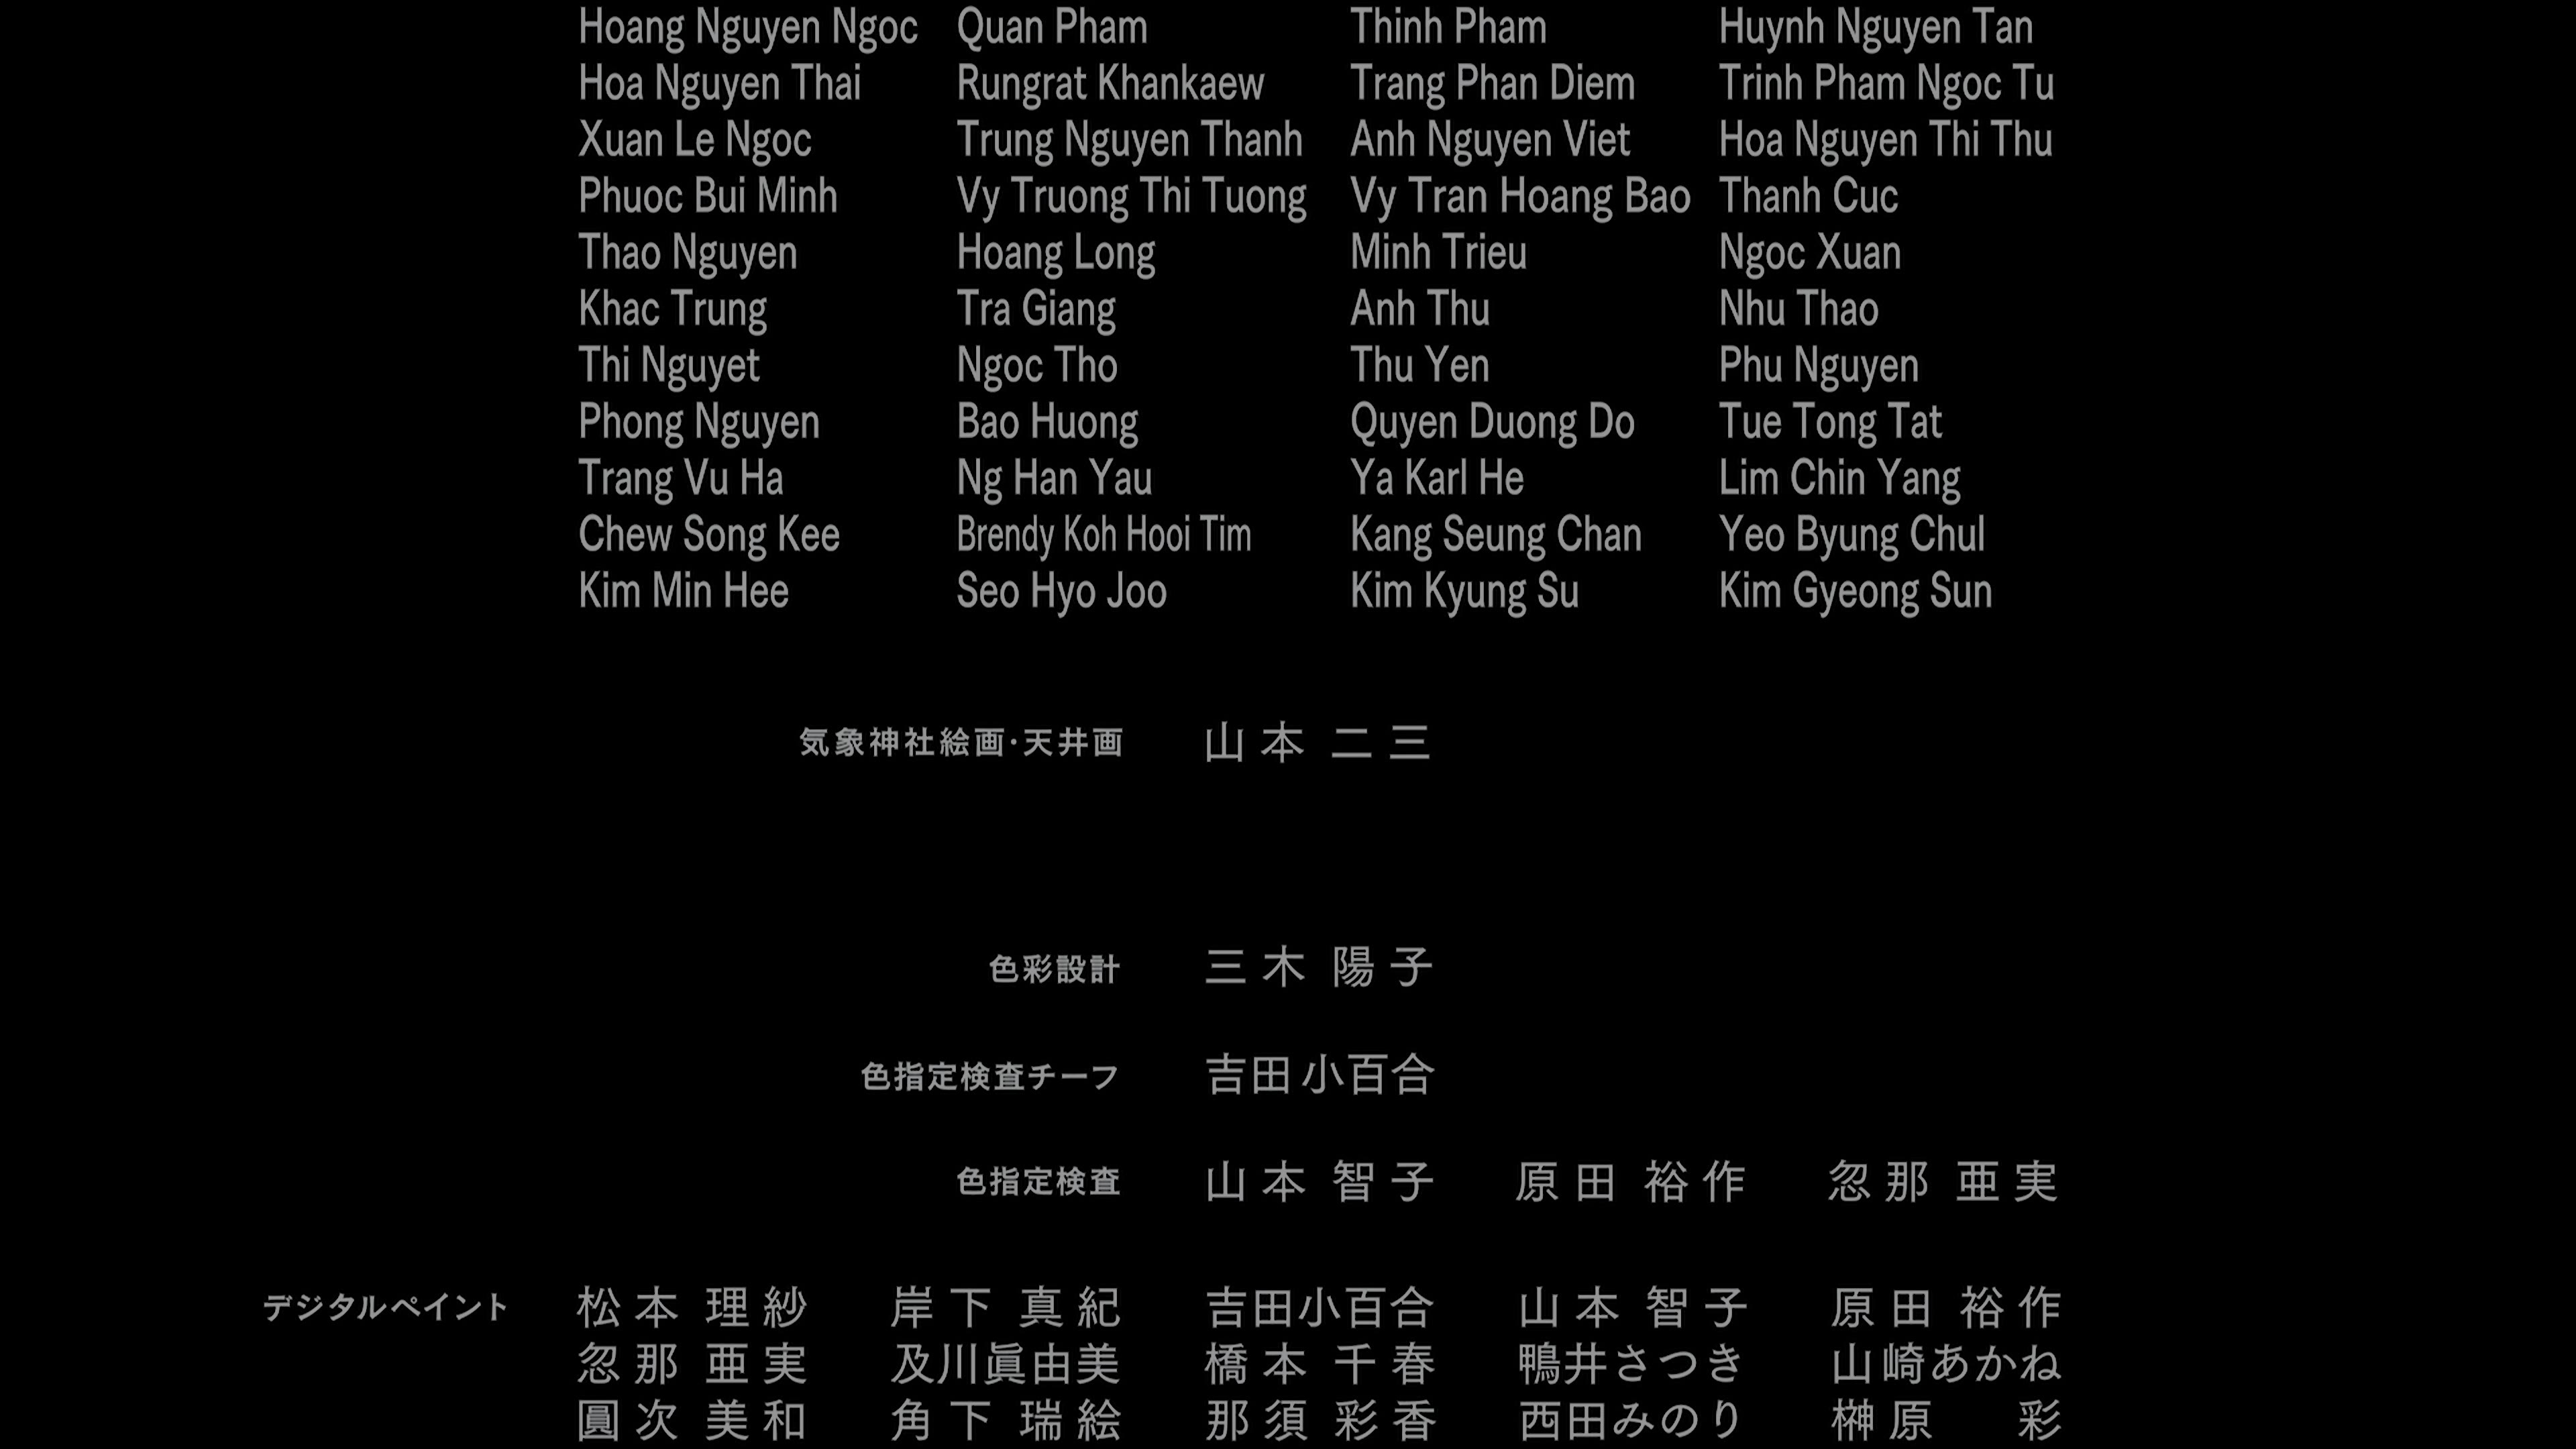 Hoang Nguyen Ngoc Quan Pham Thinh Pham Huynh Nguyen Tan
Hoa Nguyen Thai Rungrat Khankaew Trang Phan Diem Trinh Pham Ngoc Tu
Xuan Le Ngoc Trung Nguyen Thanh Anh Nguyen Viet Hoa Nguyen Thi Thu
Phuoc Bui Minh Vy Truong Thi Tuong Vy Tran Hoang Bao Thanh Cuc
Thao Nguyen Hoang Long Minh Trieu Ngoc Xuan
Khac Trung Tra Giang Anh Thu Nhu Thao
Thi Nguyet Ngoc Tho Thu Yen Phu Nguyen
Phong Nguyen Bao Huong Quyen Duong Do Tue Tong Tat
Trang Vu Ha Ng Han Yau Ya Karl He Lim Chin Yang
Chew Song Kee Brendy Koh Hooi Tim Kang Seung Chan Yeo Byung Chul
Kim Min Hee Seo Hyo Joo Kim Kyung Su Kim Gyeong Sun
気象神社絵画・天井画 山本 二三
色彩設計 三木 陽子
色指定検査チーフ 吉田小百合
色指定検査 山本 智子 原田 裕作 忽那 亜実
デジタルペイント 松本 理紗 岸下 真紀 吉田小百合 山本 智子 原田 裕作
忽那 亜実 及川眞由美 橋本 千春 鴨井さつき 山崎あかね
圓次 美和 角下 瑞絵 那須 彩香 西田みのり 榊原 彩